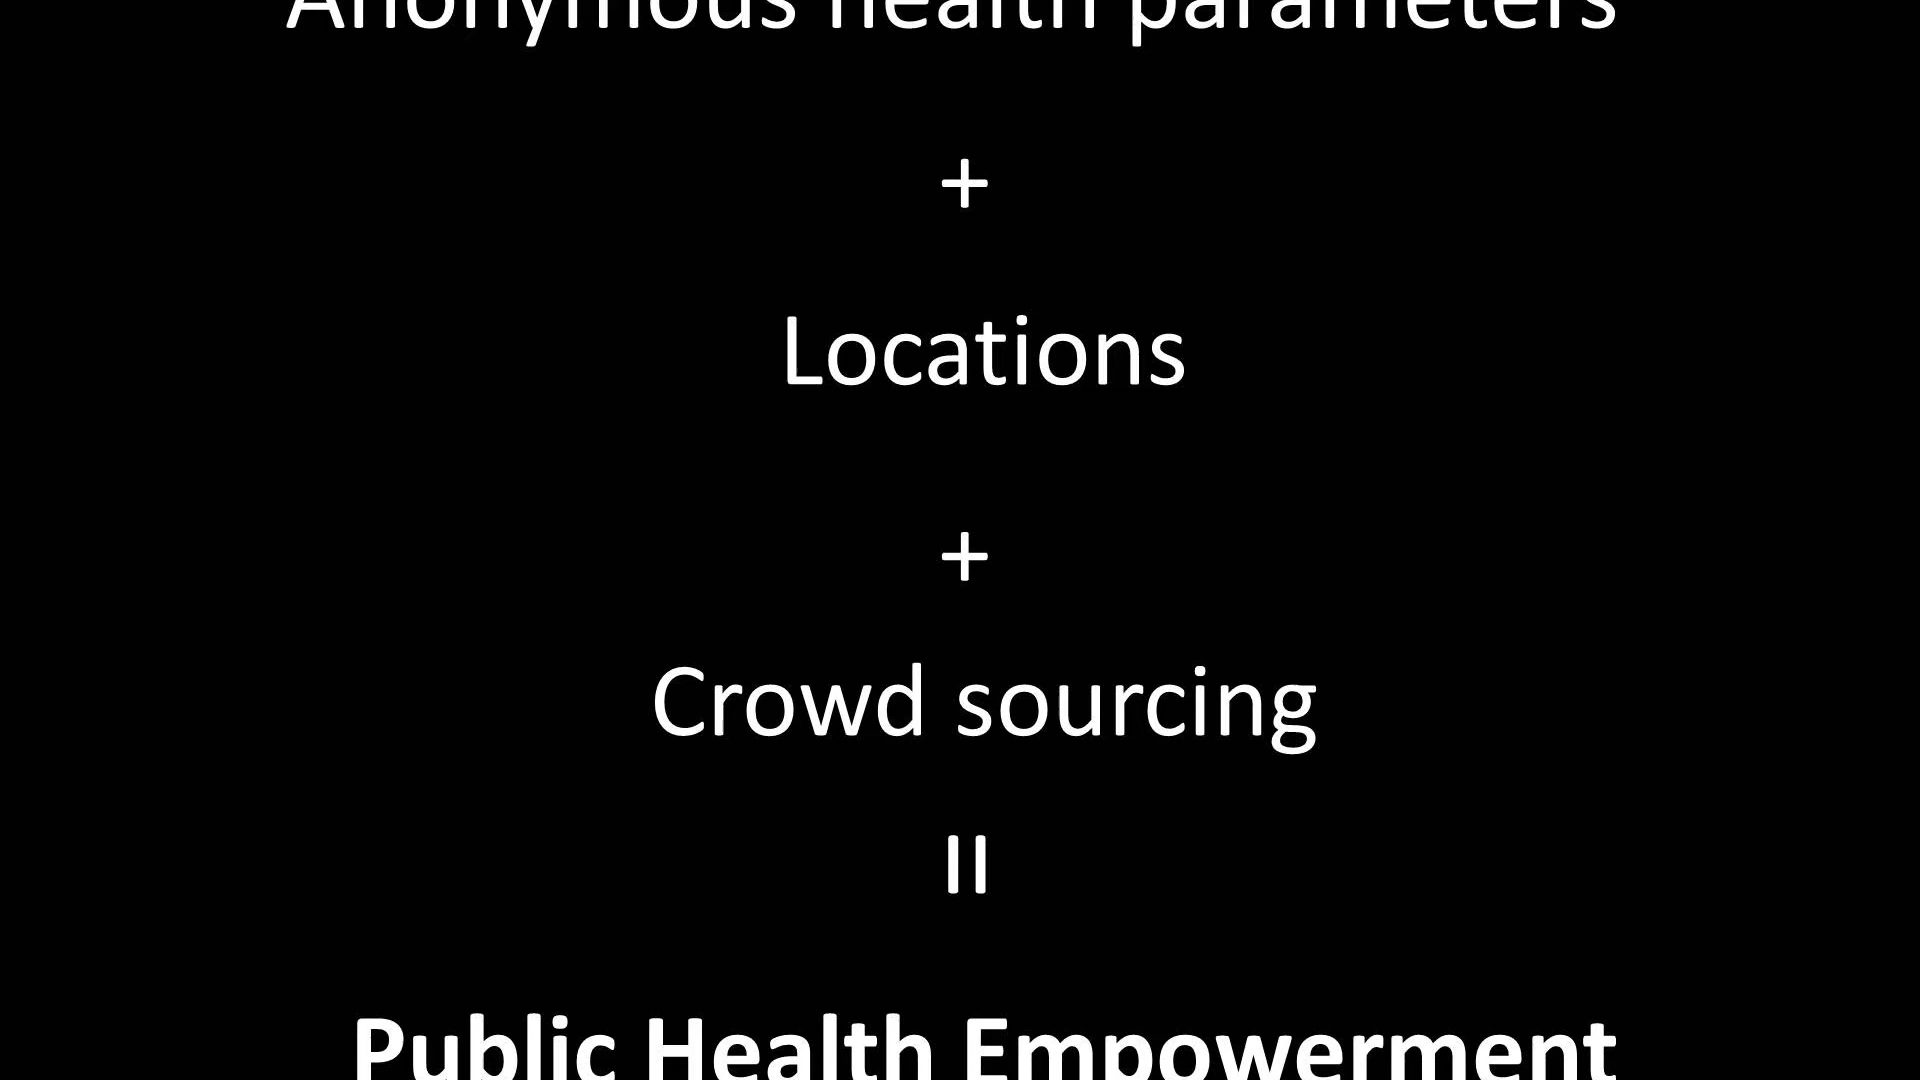 Anonymous health parameters
+
Locations
+
Crowd sourcing
=
Public Health Empowerment